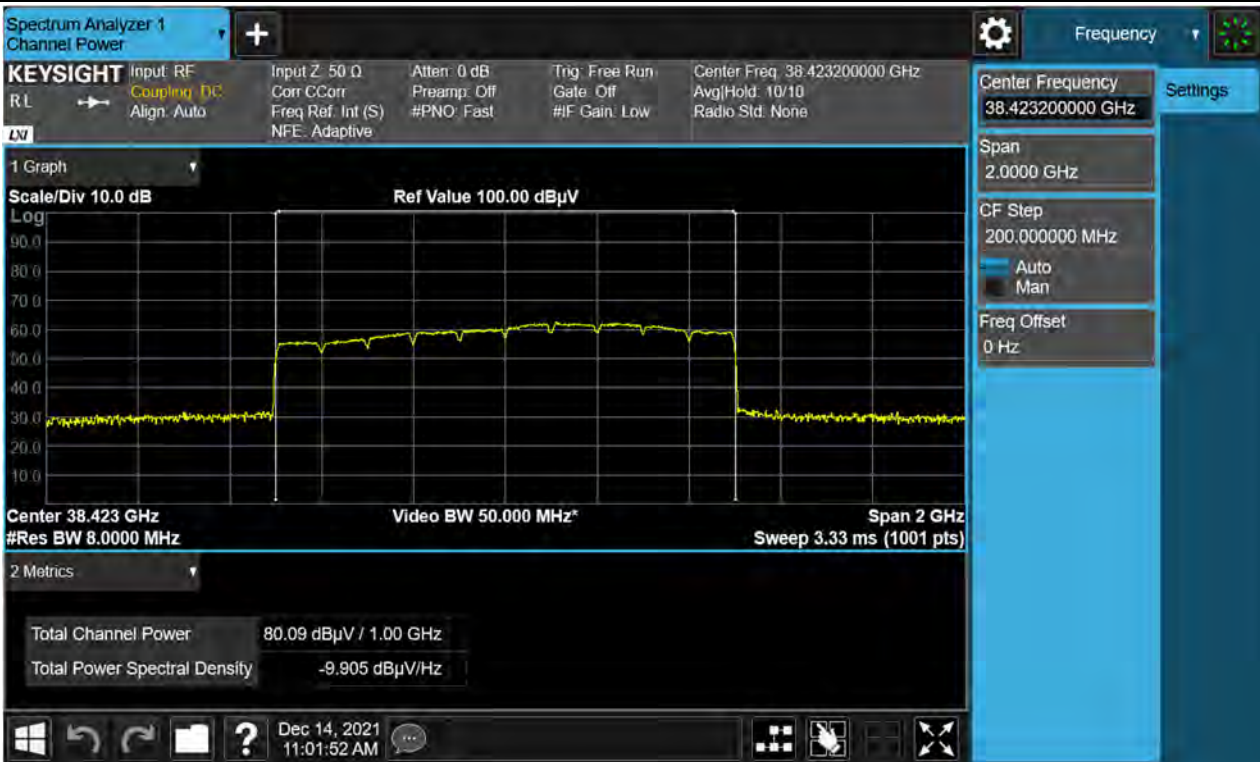 Spectrum Analyzer 1
Channel Power
+
Frequency
KEYSIGHT
RL
LXI
Input: RF
Coupling: DC
Align: Auto
Input Z: 50 Ω
Corr CCorr
Freq Ref: Int (S)
NFE: Adaptive
Atten: 0 dB
Preamp: Off
#PNO: Fast
Trig: Free Run
Gate: Off
#IF Gain: Low
Center Freq: 38.423200000 GHz
Avg|Hold: 10/10
Radio Std: None
Center Frequency
38.423200000 GHz
Settings
Span
2.0000 GHz
CF Step
200.000000 MHz
Auto
Man
Freq Offset
0 Hz
1 Graph
Scale/Div 10.0 dB
Ref Value 100.00 dBµV
Log
90.0
80.0
70.0
60.0
50.0
40.0
30.0
20.0
10.0
Center 38.423 GHz
Video BW 50.000 MHz*
Span 2 GHz
#Res BW 8.0000 MHz
Sweep 3.33 ms (1001 pts)
2 Metrics
Total Channel Power 80.09 dBµV / 1.00 GHz
Total Power Spectral Density -9.905 dBµV/Hz
?
Dec 14, 2021
11:01:52 AM